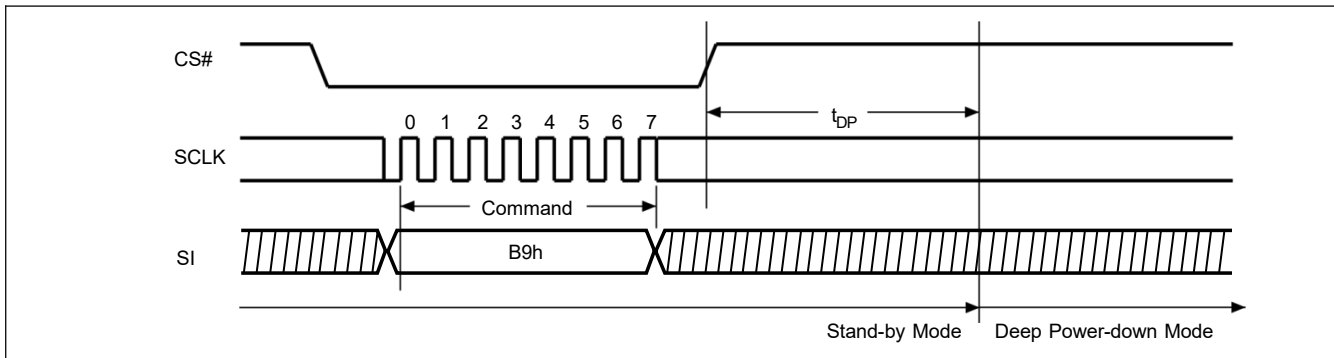 CS#
t_DP
0 1 2 3 4 5 6 7
SCLK
Command
SI
B9h
Stand-by Mode
Deep Power-down Mode